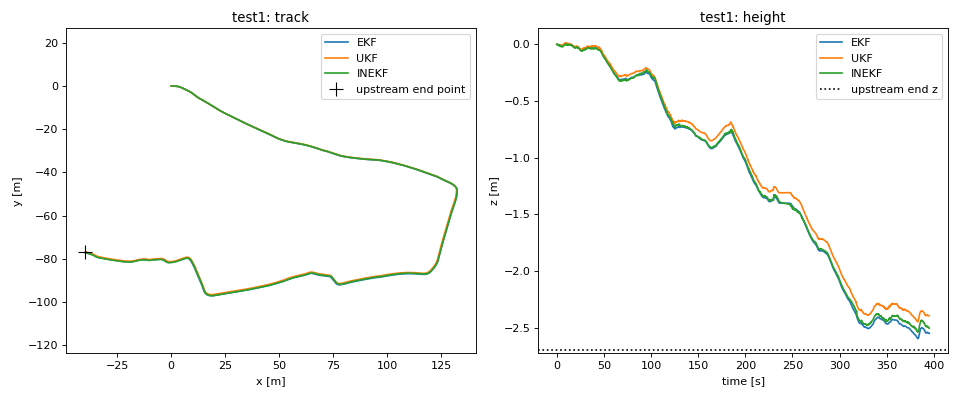 test1: track
EKF
UKF
INEKF
upstream end point
20
0
−20
−40
−60
−80
−100
−120
y [m]
−25
0
25
50
75
100
125
x [m]
test1: height
EKF
UKF
INEKF
upstream end z
0.0
−0.5
−1.0
−1.5
−2.0
−2.5
z [m]
0
50
100
150
200
250
300
350
400
time [s]